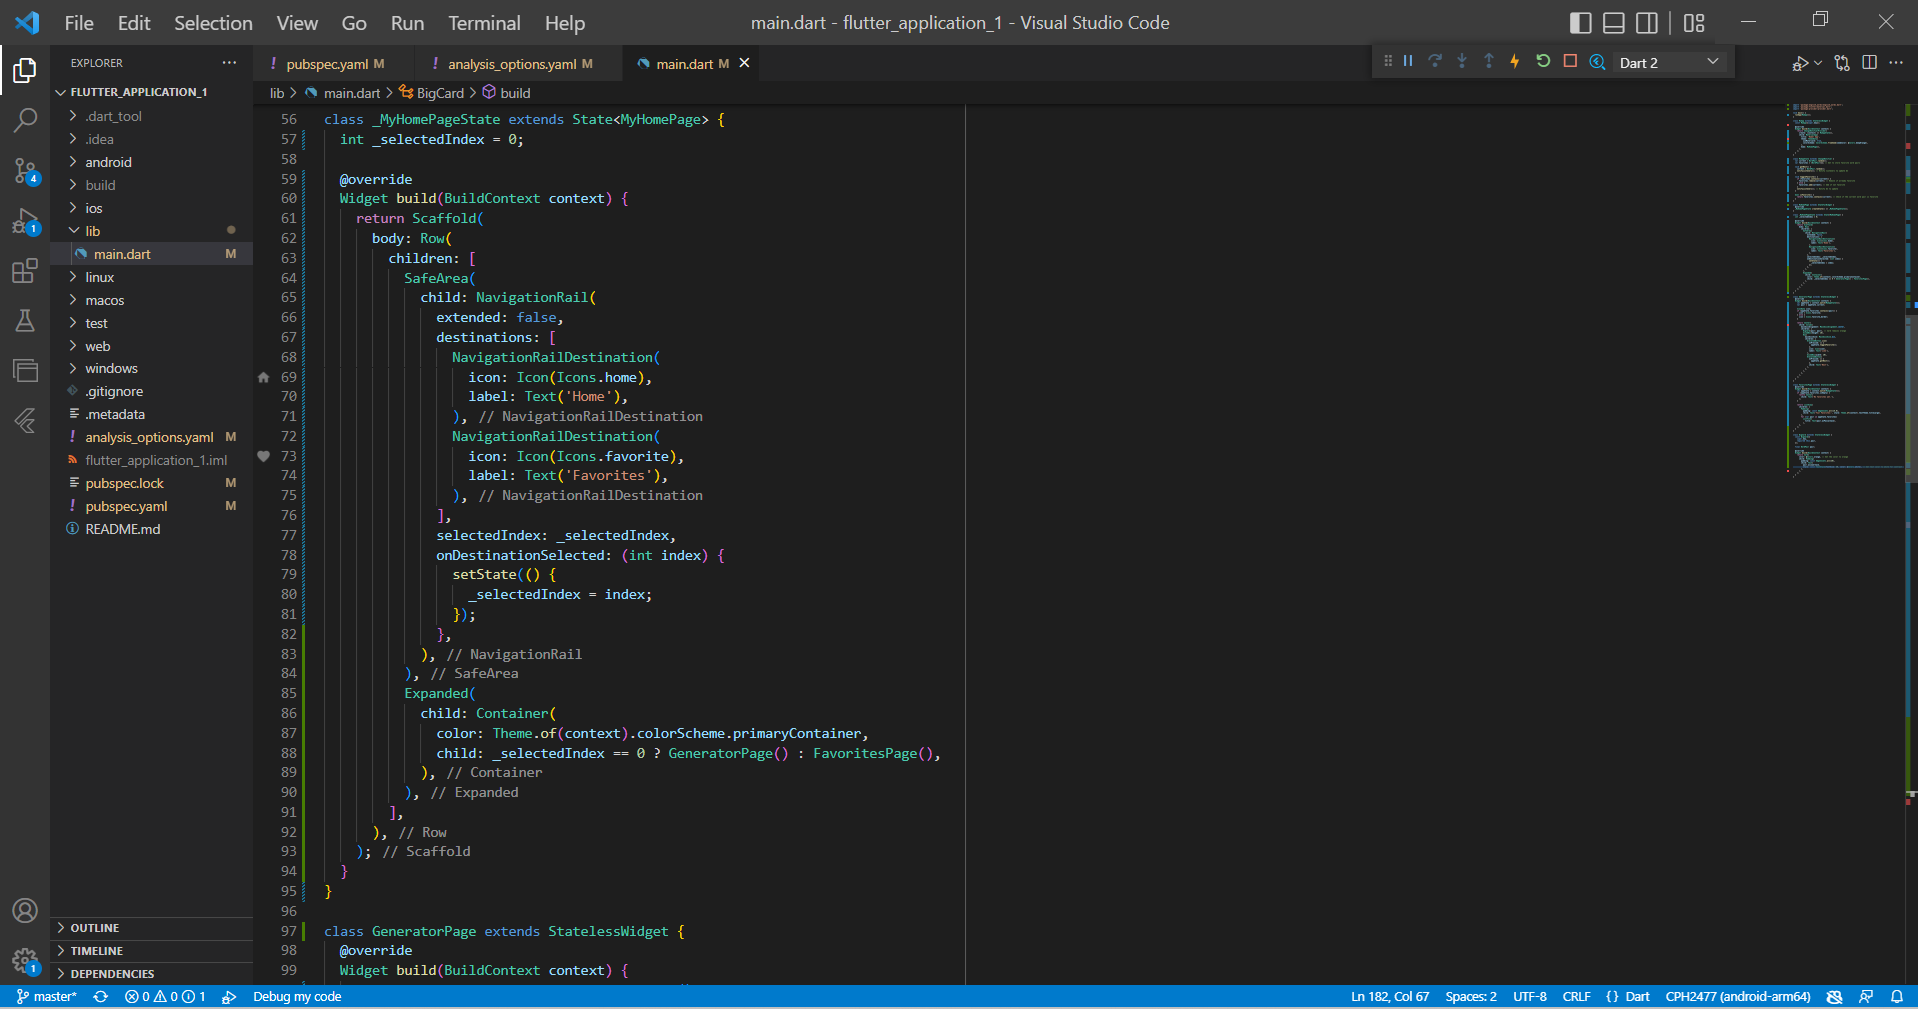 File Edit Selection View Go Run Terminal Help
main.dart - flutter_application_1 - Visual Studio Code
EXPLORER
FLUTTER_APPLICATION_1
.dart_tool
.idea
android
build
ios
lib
main.dart M
linux
macos
test
web
windows
.gitignore
.metadata
analysis_options.yaml M
flutter_application_1.iml
pubspec.lock M
pubspec.yaml M
README.md
OUTLINE
TIMELINE
DEPENDENCIES
4
1
1
pubspec.yaml M
analysis_options.yaml M
main.dart M
Dart 2
lib > main.dart > BigCard > build
56 class _MyHomePageState extends State<MyHomePage> {
57 int _selectedIndex = 0;
58
59 @override
60 Widget build(BuildContext context) {
61 return Scaffold(
62 body: Row(
63 children: [
64 SafeArea(
65 child: NavigationRail(
66 extended: false,
67 destinations: [
68 NavigationRailDestination(
69 icon: Icon(Icons.home),
70 label: Text('Home'),
71 ), // NavigationRailDestination
72 NavigationRailDestination(
73 icon: Icon(Icons.favorite),
74 label: Text('Favorites'),
75 ), // NavigationRailDestination
76 ],
77 selectedIndex: _selectedIndex,
78 onDestinationSelected: (int index) {
79 setState(() {
80 _selectedIndex = index;
81 });
82 },
83 ), // NavigationRail
84 ), // SafeArea
85 Expanded(
86 child: Container(
87 color: Theme.of(context).colorScheme.primaryContainer,
88 child: _selectedIndex == 0 ? GeneratorPage() : FavoritesPage(),
89 ), // Container
90 ), // Expanded
91 ],
92 ), // Row
93 ); // Scaffold
94 }
95 }
96
97 class GeneratorPage extends StatelessWidget {
98 @override
99 Widget build(BuildContext context) {
master* 0 0 1 Debug my code
Ln 182, Col 67 Spaces: 2 UTF-8 CRLF {} Dart CPH2477 (android-arm64)